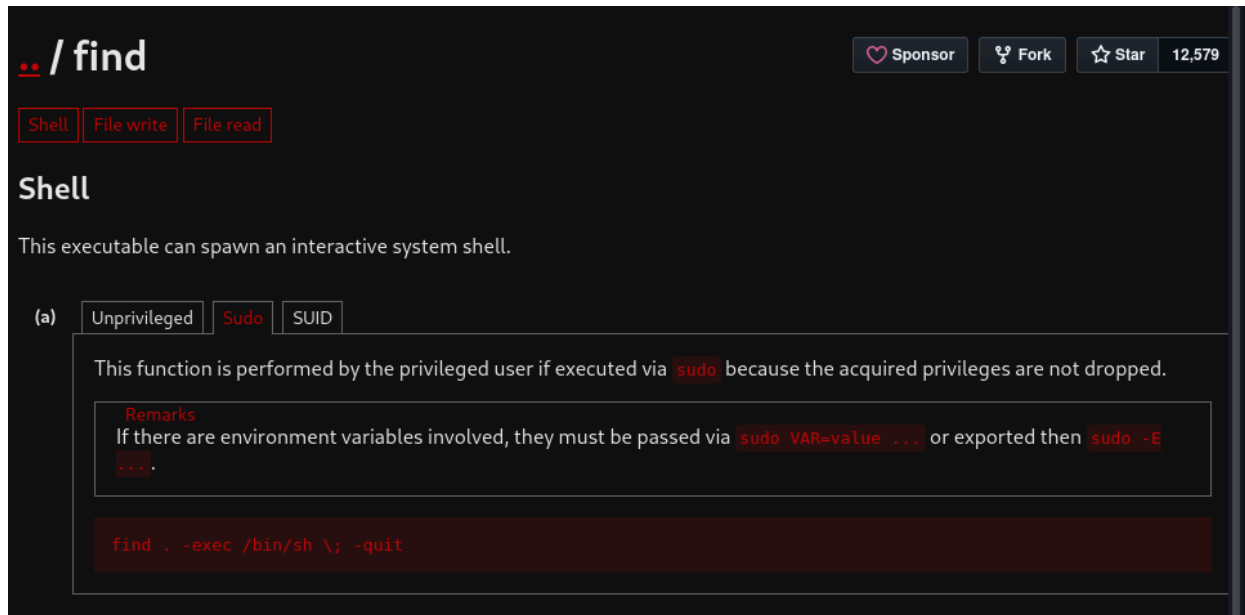 .. / find
Sponsor Fork Star 12,579
Shell File write File read
Shell
This executable can spawn an interactive system shell.
(a) Unprivileged Sudo SUID
This function is performed by the privileged user if executed via sudo because the acquired privileges are not dropped.
Remarks
If there are environment variables involved, they must be passed via sudo VAR=value ... or exported then sudo -E
... .
find . -exec /bin/sh \; -quit